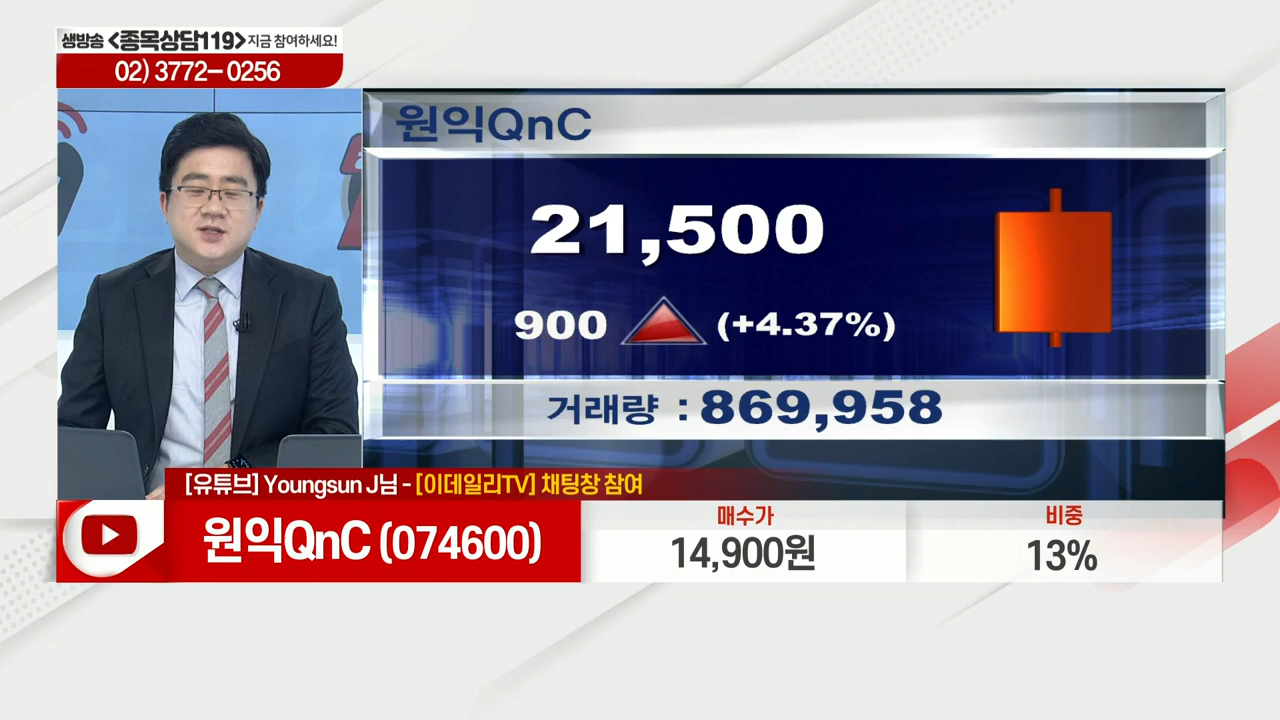 생방송 <종목상담119> 지금 참여하세요!
02) 3772-0256
원익QnC
21,500
900 ▲ (+4.37%)
거래량 : 869,958
[유튜브] Youngsun J님 - [이데일리TV] 채팅창 참여
원익QnC (074600)
매수가
14,900원
비중
13%